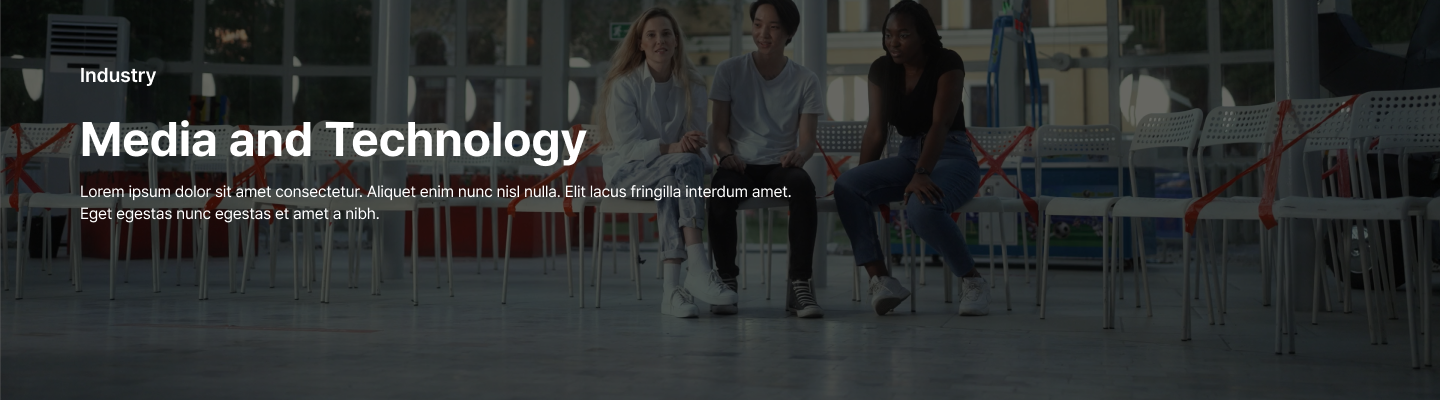 Industry
Media and Technology
Lorem ipsum dolor sit amet consectetur. Aliquet enim nunc nisl nulla. Elit lacus fringilla interdum amet.
Eget egestas nunc egestas et amet a nibh.